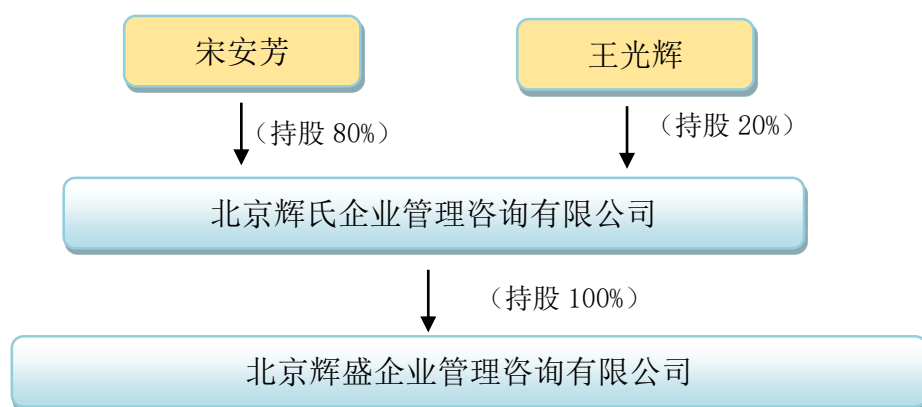 宋安芳
王光辉
（持股 80%）
（持股 20%）
北京辉氏企业管理咨询有限公司
（持股 100%）
北京辉盛企业管理咨询有限公司